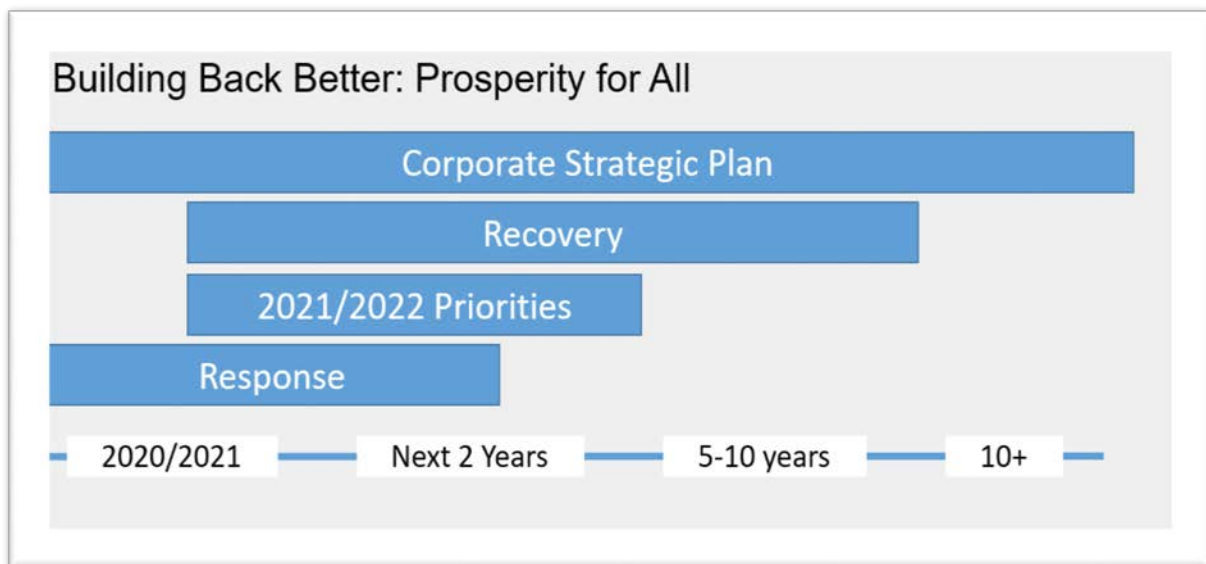 Building Back Better: Prosperity for All
Corporate Strategic Plan
Recovery
2021/2022 Priorities
Response
2020/2021
Next 2 Years
5-10 years
10+